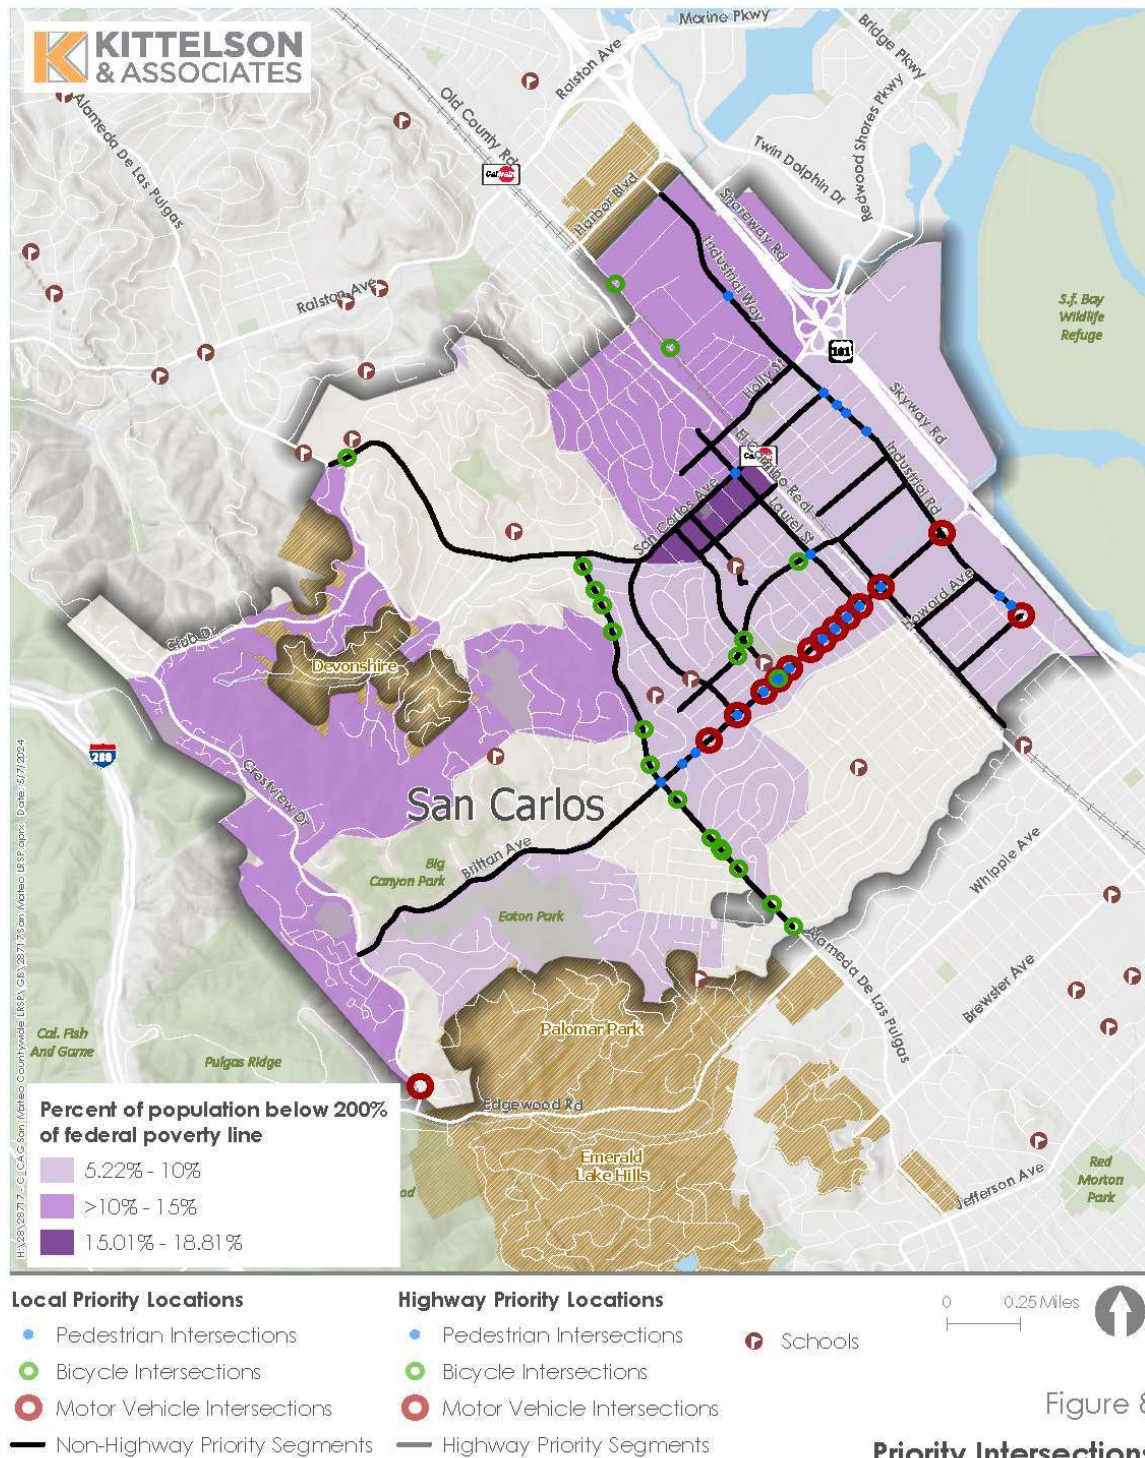 KITTELSON
& ASSOCIATES
Marine Pkwy
Bridge Pkwy
Ralston Ave
Old County Rd
Redwood Shores Pkwy
Alameda De Las Pulgas
Twin Dolphin Dr
Harbor Blvd
Shoreway Rd
Industrial Way
Ralston Ave
S.f. Bay
Wildlife
Refuge
101
Holly St
Skyway Rd
El Camino Real
Industrial Rd
San Carlos Ave
Laurel St
Howard Ave
Club Dr
Devonshire
280
Crestview Dr
San Carlos
Brittan Ave
Big
Canyon Park
Eaton Park
Whipple Ave
Alameda De Las Pulgas
Brewster Ave
Palomar Park
Cal. Fish
And Game
Pulgas Ridge
Edgewood Rd
Emerald
Lake Hills
Jefferson Ave
Red
Morton
Park
Percent of population below 200%
of federal poverty line
5.22% - 10%
>10% - 15%
15.01% - 18.81%
Local Priority Locations
Pedestrian Intersections
Bicycle Intersections
Motor Vehicle Intersections
Non-Highway Priority Segments
Highway Priority Locations
Pedestrian Intersections
Bicycle Intersections
Motor Vehicle Intersections
Highway Priority Segments
Schools
0 0.25 Miles
Figure 8
Priority Intersections